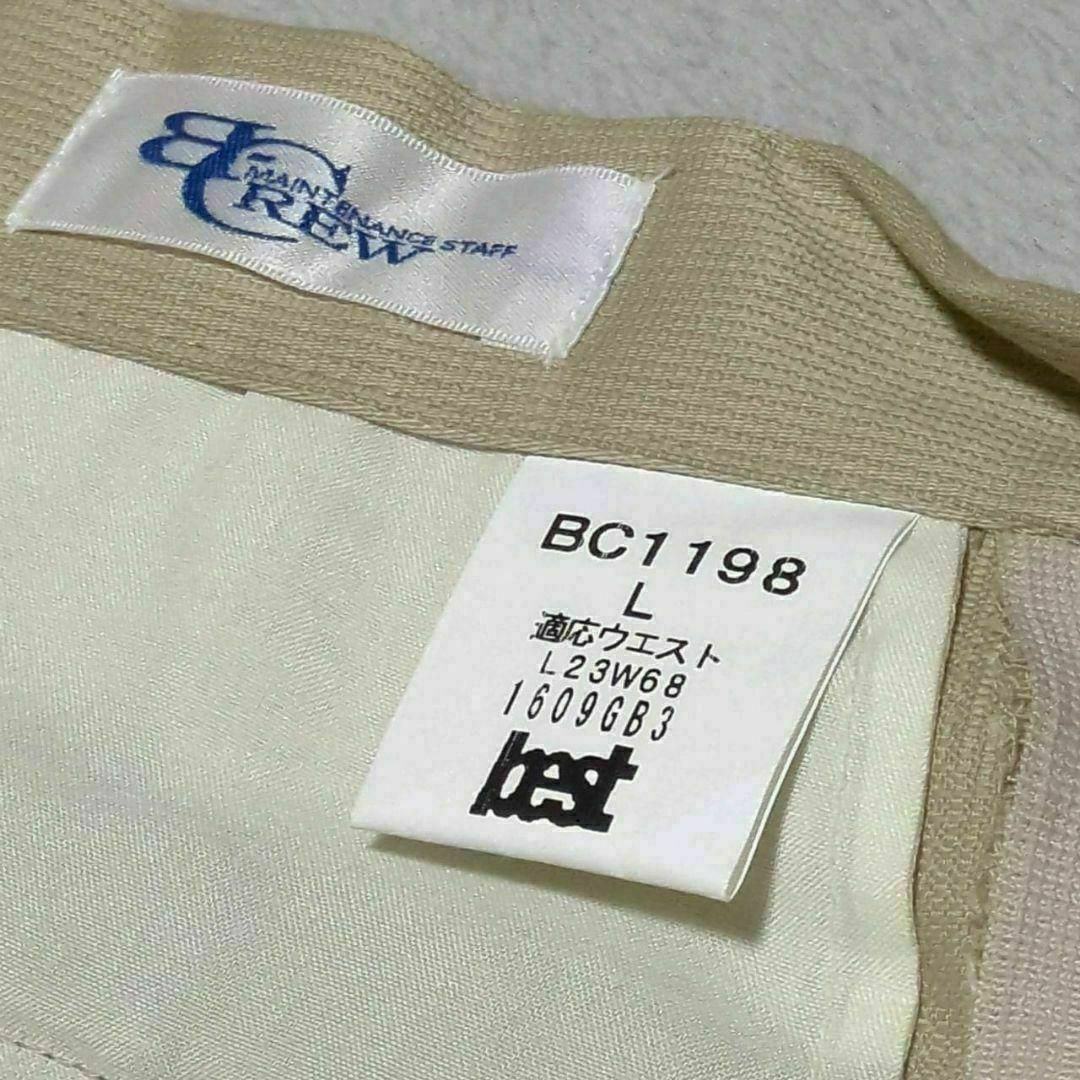 BC
MAINTENANCE STAFF
CREW
BC1198
L
適応ウエスト
L23W68
1609GB3
best